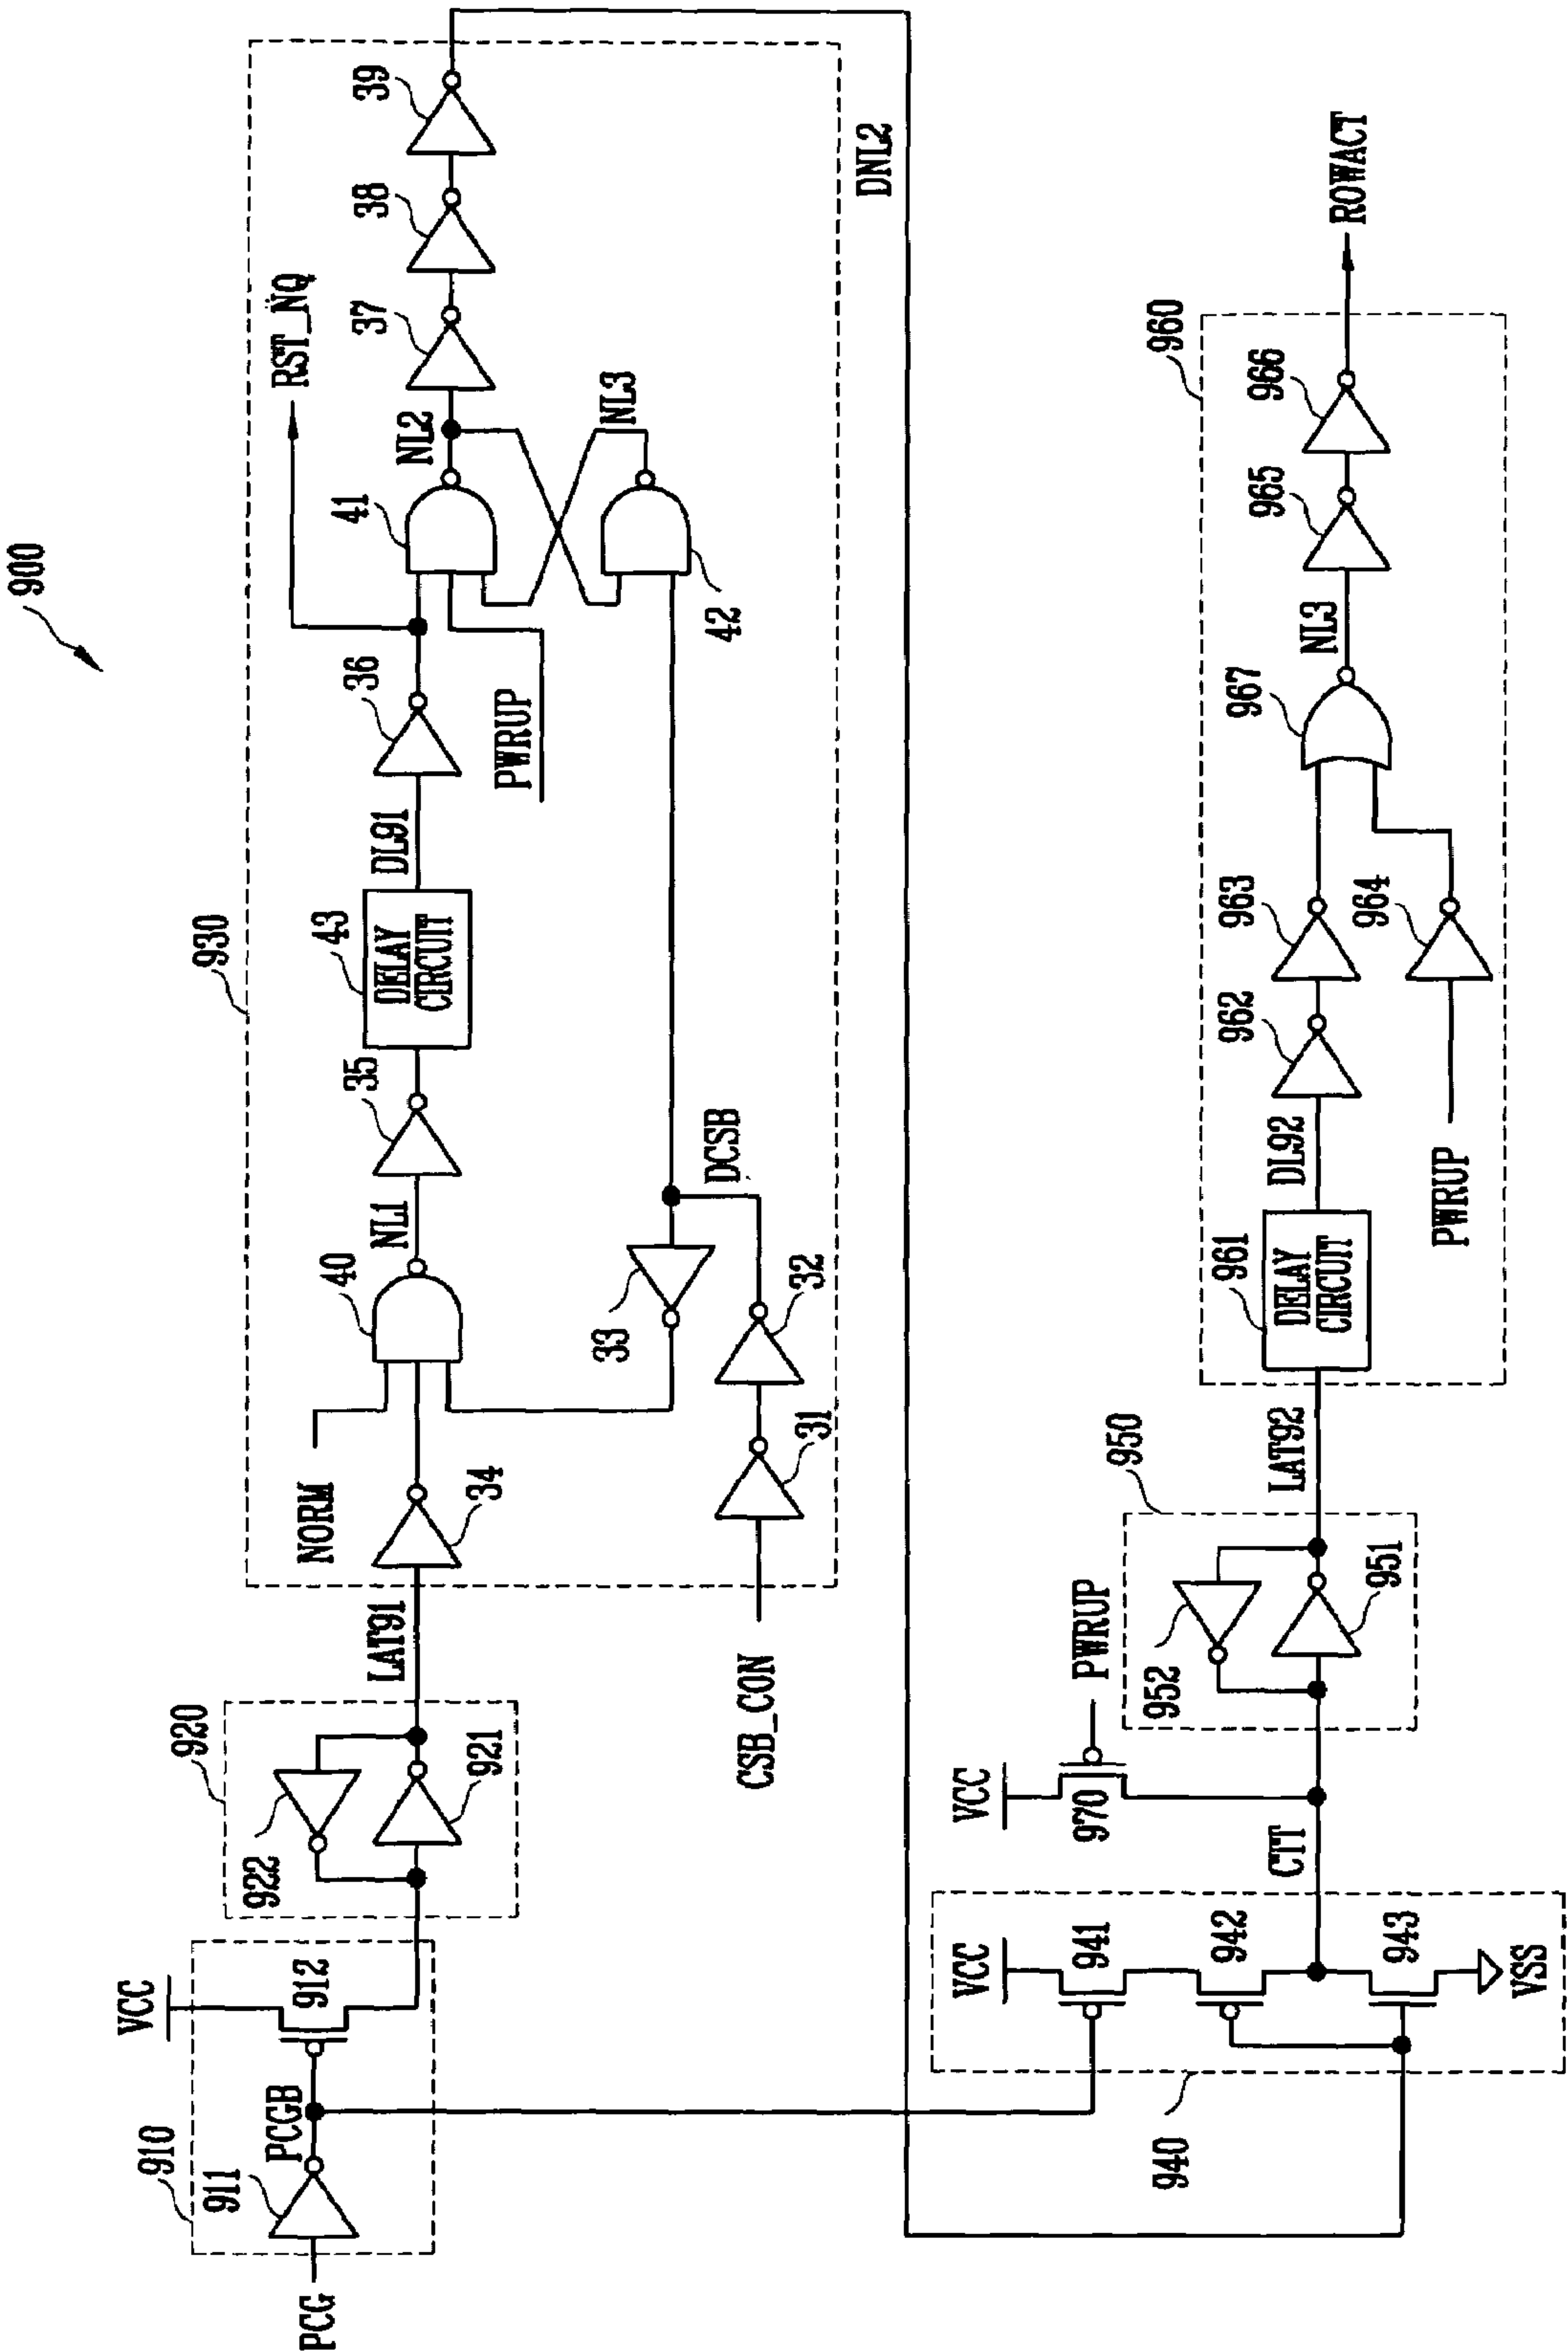 900
910
911
PCG
PCGB
VCC
912
920
922
921
LAT91
930
NORM
34
40
NL1
35
43
DELAY
CIRCUIT
DL91
36
RST_NQ
PWRUP
41
NL2
37
38
39
NL3
42
CSB_CON
31
32
33
DCSB
DNL2
940
VCC
941
942
943
VSS
CTT
VCC
970
PWRUP
950
952
951
LAT92
960
961
DELAY
CIRCUIT
DL92
962
963
PWRUP
964
967
NL3
965
966
ROWACT